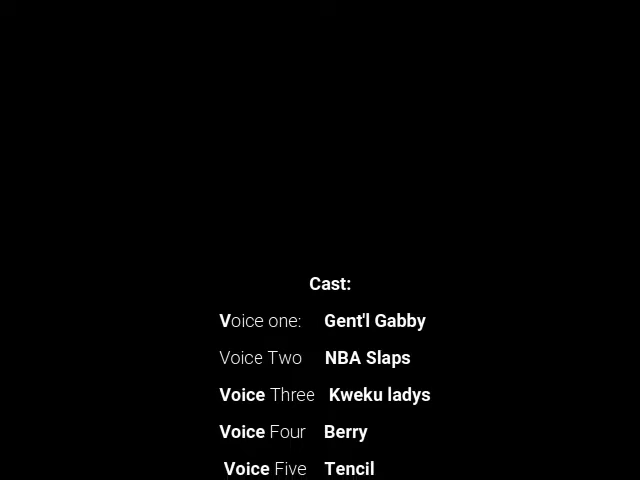 Cast:
Voice one: Gent'l Gabby
Voice Two NBA Slaps
Voice Three Kweku ladys
Voice Four Berry
Voice Five Tencil